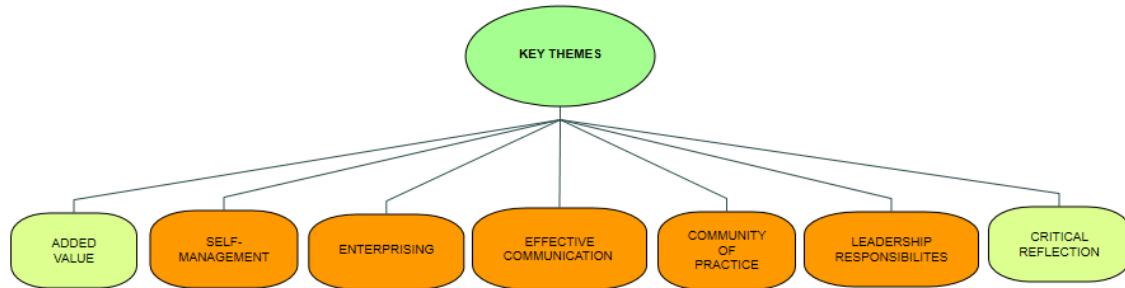 KEY THEMES
ADDED
VALUE
SELF-
MANAGEMENT
ENTERPRISING
EFFECTIVE
COMMUNICATION
COMMUNITY
OF
PRACTICE
LEADERSHIP
RESPONSIBILITES
CRITICAL
REFLECTION